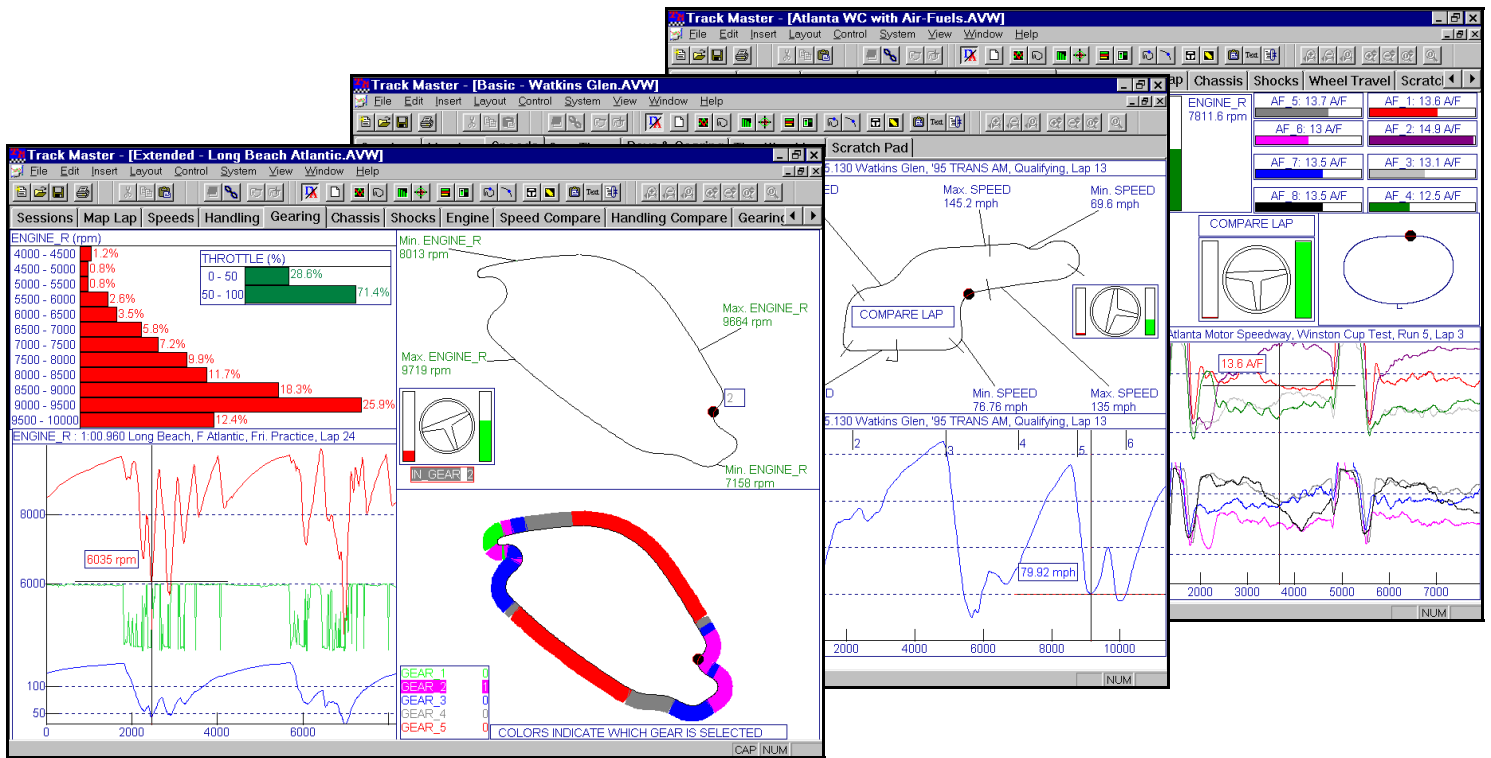 Track Master - [Atlanta WC with Air-Fuels.AVW]
File Edit Insert Layout Control System View Window Help
Text
Chassis Shocks Wheel Travel
ENGINE_R
7811.6 rpm
AF_5: 13.7 A/F
AF_1: 13.6 A/F
AF_6: 13 A/F
AF_2: 14.9 A/F
AF_7: 13.5 A/F
AF_3: 13.1 A/F
AF_8: 13.5 A/F
AF_4: 12.5 A/F
COMPARE LAP
Atlanta Motor Speedway, Winston Cup Test, Run 5, Lap 3
13.6 A/F
2000 3000 4000 5000 6000 7000
NUM
Track Master - [Basic - Watkins Glen.AVW]
File Edit Insert Layout Control System View Window Help
Text
Scratch Pad
5.130 Watkins Glen, '95 TRANS AM, Qualifying, Lap 13
Max. SPEED
145.2 mph
Min. SPEED
69.6 mph
COMPARE LAP
Min. SPEED
76.76 mph
Max. SPEED
135 mph
5.130 Watkins Glen, '95 TRANS AM, Qualifying, Lap 13
2 3 4 5 6
79.92 mph
2000 4000 6000 8000 10000
NUM
Track Master - [Extended - Long Beach Atlantic.AVW]
File Edit Insert Layout Control System View Window Help
Text
Sessions Map Lap Speeds Handling Gearing Chassis Shocks Engine Speed Compare Handling Compare Gearing
ENGINE_R (rpm)
4000 - 4500 1.2%
4500 - 5000 0.8%
5000 - 5500 0.8%
5500 - 6000 2.6%
6000 - 6500 3.5%
6500 - 7000 5.8%
7000 - 7500 7.2%
7500 - 8000 9.9%
8000 - 8500 11.7%
8500 - 9000 18.3%
9000 - 9500 25.9%
9500 - 10000 12.4%
THROTTLE (%)
0 - 50 28.6%
50 - 100 71.4%
Min. ENGINE_R
8013 rpm
Max. ENGINE_R
9664 rpm
Max. ENGINE_R
9719 rpm
2
Min. ENGINE_R
7158 rpm
IN_GEAR 2
ENGINE_R : 1:00.960 Long Beach, F Atlantic, Fri. Practice, Lap 24
8000
6035 rpm
6000
100
50
0 2000 4000 6000
GEAR_1 0
GEAR_2 1
GEAR_3 0
GEAR_4 0
GEAR_5 0
COLORS INDICATE WHICH GEAR IS SELECTED
CAP NUM